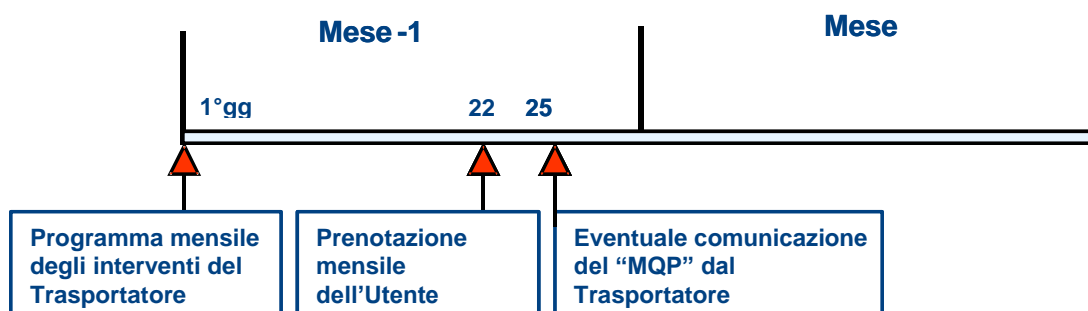 Mese -1
Mese
1°gg
22
25
Programma mensile
degli interventi del
Trasportatore
Prenotazione
mensile
dell’Utente
Eventuale comunicazione
del “MQP” dal
Trasportatore